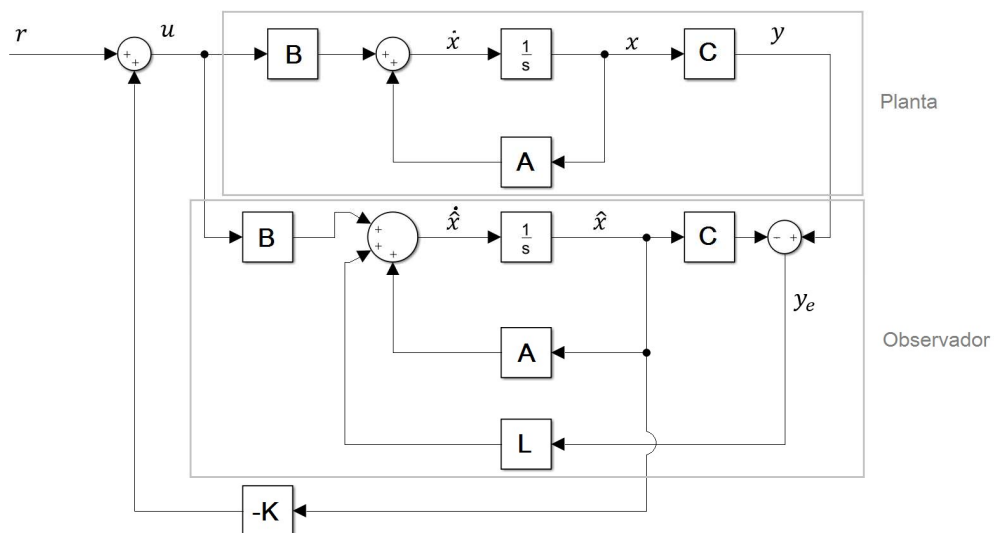 r
u
B
+
+
+
+
ẋ
1
s
x
C
y
Planta
A
B
+
+
+
x̂̇
1
s
x̂
C
−
+
y_e
Observador
A
L
-K